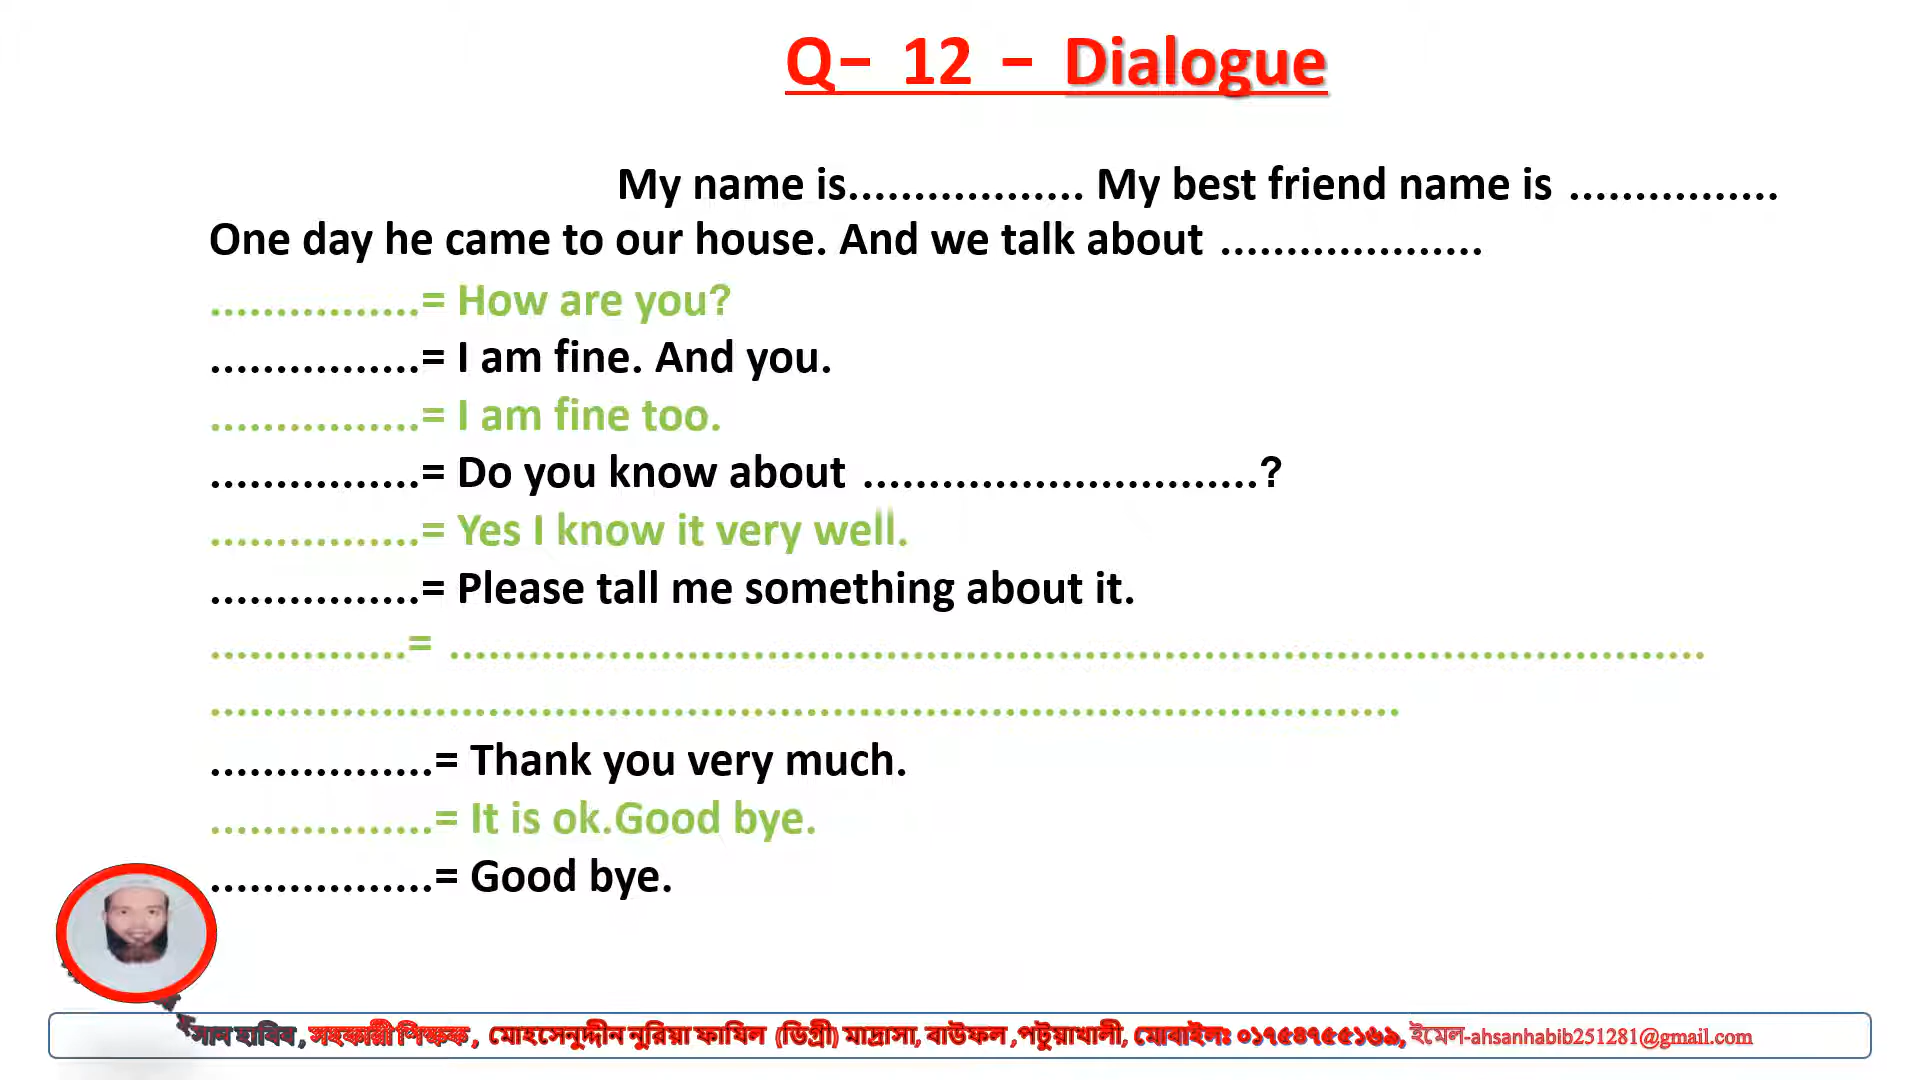 Q– 12 – Dialogue
My name is.................. My best friend name is ................
One day he came to our house. And we talk about ....................
................= How are you?
................= I am fine. And you.
................= I am fine too.
................= Do you know about ..............................?
................= Yes I know it very well.
................= Please tall me something about it.
...............= ...............................................................................................
..........................................................................................
.................= Thank you very much.
.................= It is ok.Good bye.
.................= Good bye.
সান হাবিব, সহকারী শিক্ষক, মোহসেনুদ্দীন নুরিয়া ফাযিল (ডিগ্রী) মাদ্রাসা, বাউফল ,পটুয়াখালী, মোবাইলঃ ০১৭৫৪৭৫৫১৬৯, ইমেল-ahsanhabib251281@gmail.com